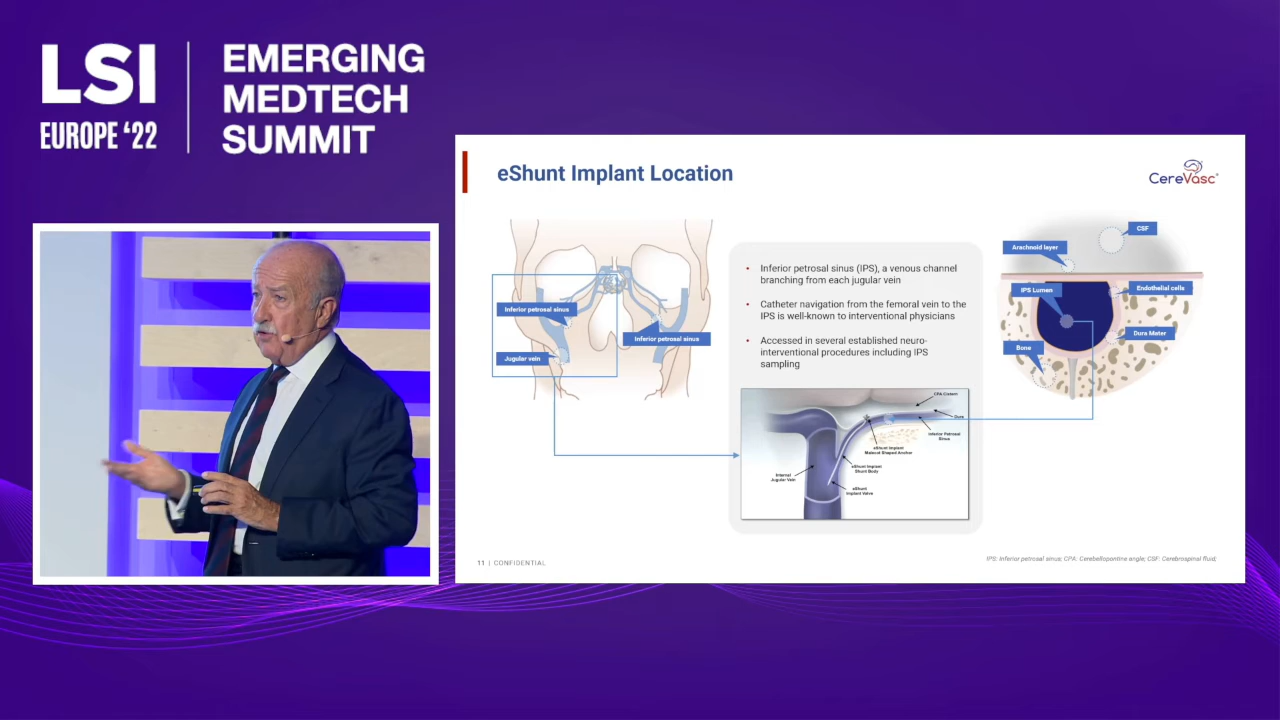 LSI
EUROPE ‘22
EMERGING
MEDTECH
SUMMIT
eShunt Implant Location
CereVasc
Inferior petrosal sinus
Inferior petrosal sinus
Jugular vein
• Inferior petrosal sinus (IPS), a venous channel
branching from each jugular vein
• Catheter navigation from the femoral vein to the
IPS is well-known to interventional physicians
• Accessed in several established neuro-
interventional procedures including IPS
sampling
CPA Cistern
Dura
Inferior Petrosal
Sinus
eShunt Implant
Malecot Shaped Anchor
eShunt Implant
Shunt Body
Internal
Jugular Vein
eShunt
Implant Valve
CSF
Arachnoid layer
IPS Lumen
Endothelial cells
Dura Mater
Bone
11 | CONFIDENTIAL
IPS: Inferior petrosal sinus; CPA: Cerebellopontine angle; CSF: Cerebrospinal fluid;